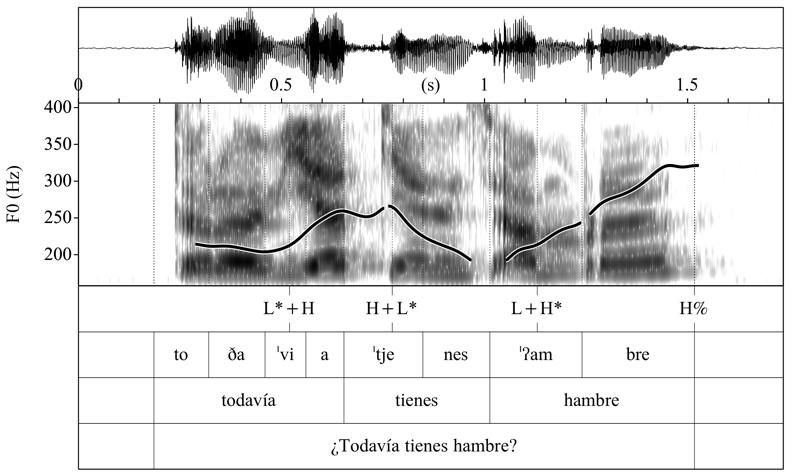 0 0.5 (s) 1 1.5
400
350
300
250
200
F0 (Hz)
L*+H H+L* L+H* H%
to ða ˈvi a ˈtje nes ˈʔam bre
todavía tienes hambre
¿Todavía tienes hambre?